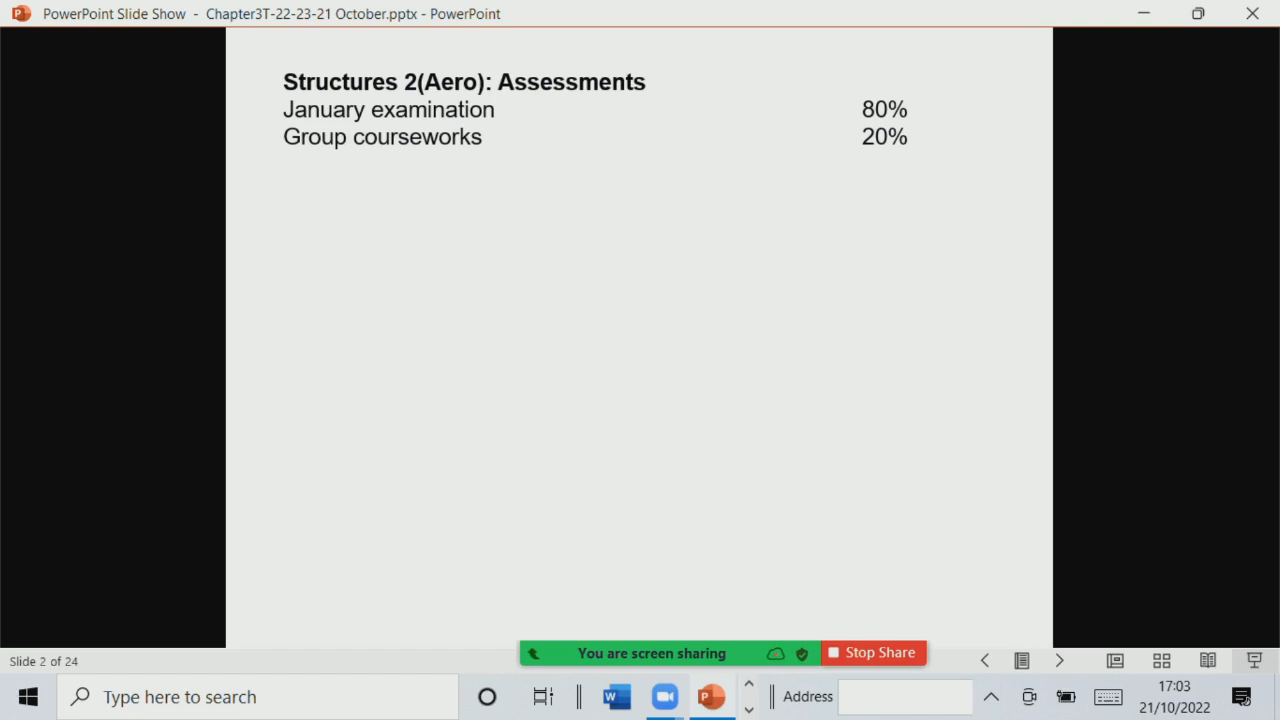 PowerPoint Slide Show - Chapter3T-22-23-21 October.pptx - PowerPoint
Structures 2(Aero): Assessments
January examination 80%
Group courseworks 20%
You are screen sharing Stop Share
Slide 2 of 24
Type here to search
Address
17:03
21/10/2022